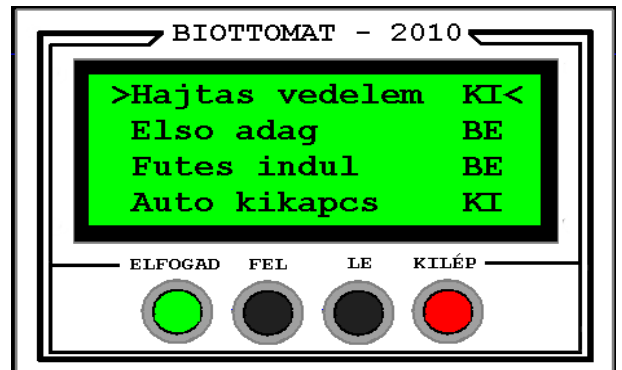 BIOTTOMAT - 2010
>Hajtas vedelem KI<
Elso adag BE
Futes indul BE
Auto kikapcs KI
ELFOGAD FEL LE KILÉP